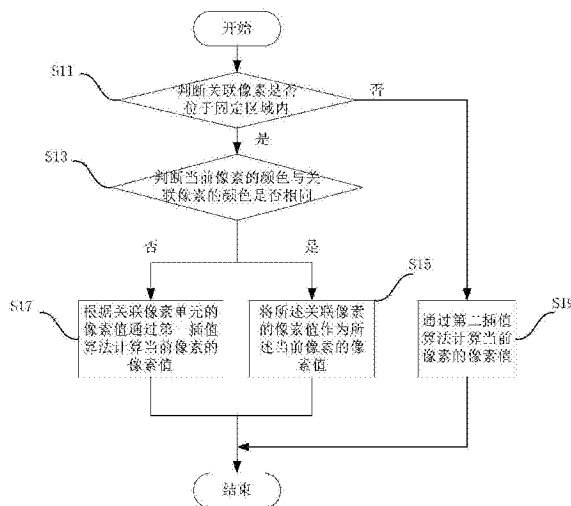 开始
S11
判断关联像素是否
位于固定区域内
否
是
S13
判断当前像素的颜色与关
联像素的颜色是否相同
否
是
S17
根据关联像素单元的
像素值通过第一插值
算法计算当前像素的
像素值
S15
将所述关联像素
的像素值作为所
述当前像素的像
素值
S19
通过第二插值
算法计算当前
像素的像素值
结束